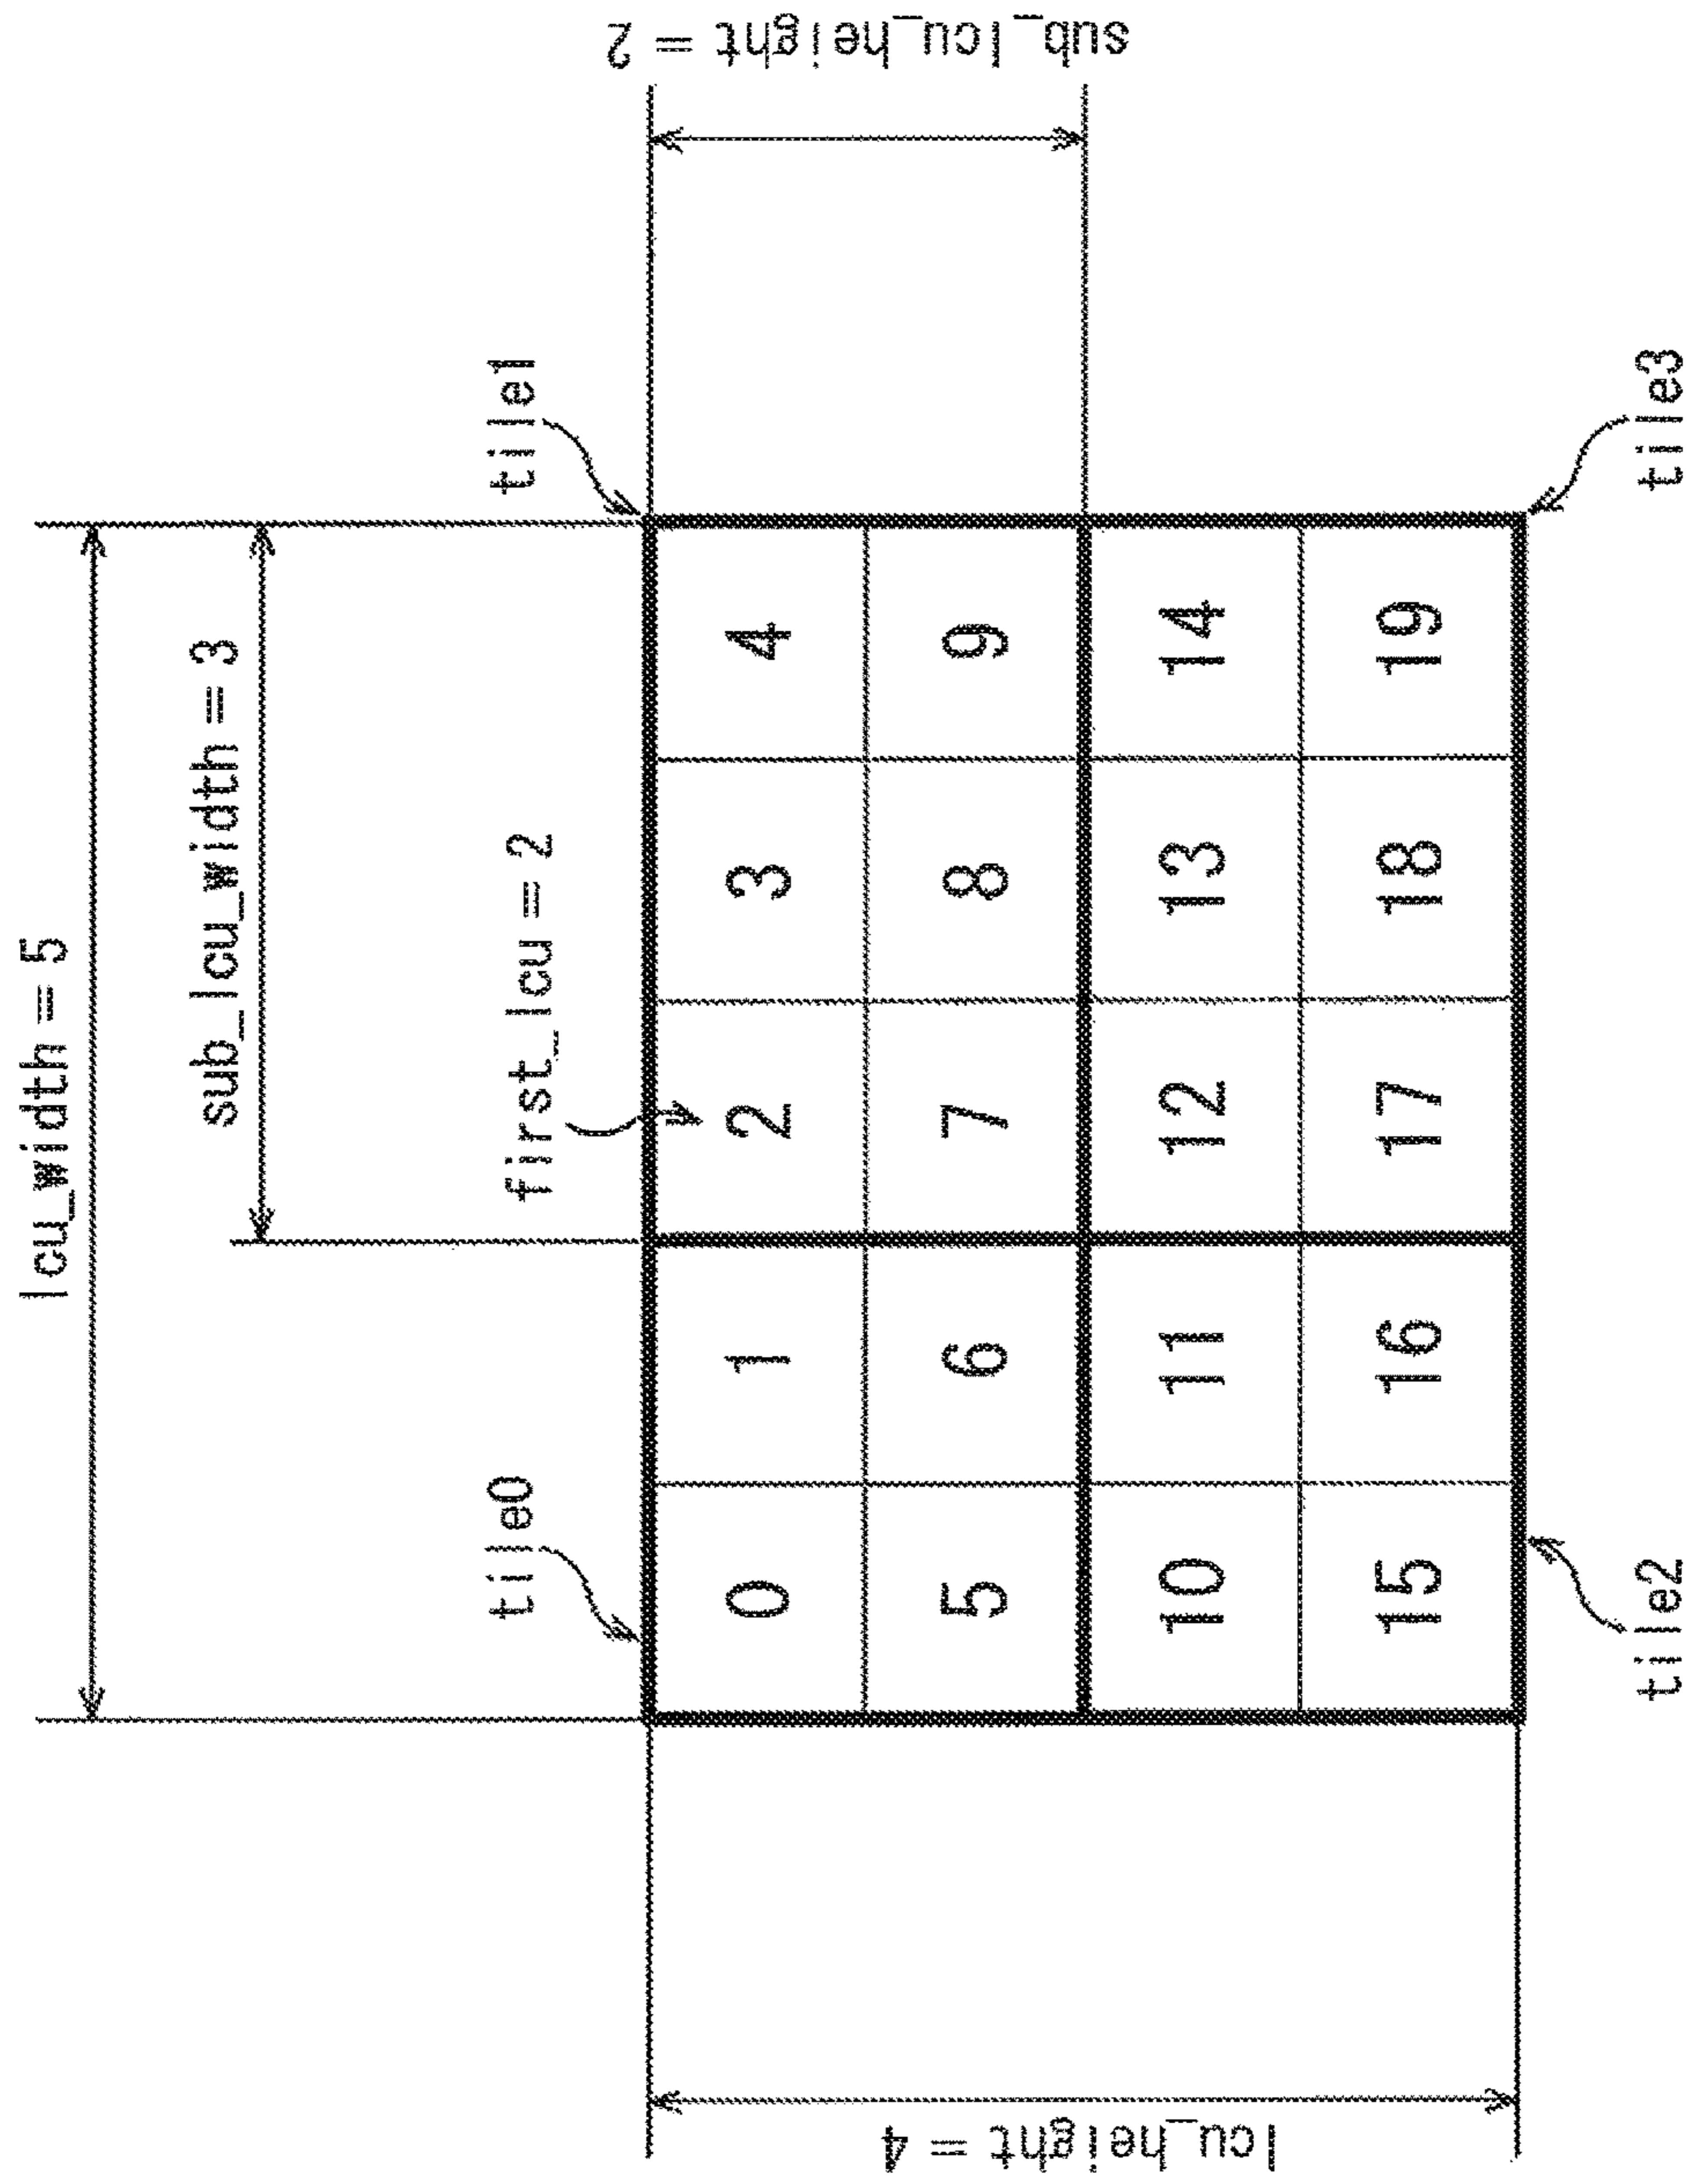 lcu_width = 5
sub_lcu_width = 3
tile0
first_lcu = 2
tile1
0 1 2 3 4
5 6 7 8 9
10 11 12 13 14
15 16 17 18 19
lcu_height = 4
sub_lcu_height = 2
tile2
tile3